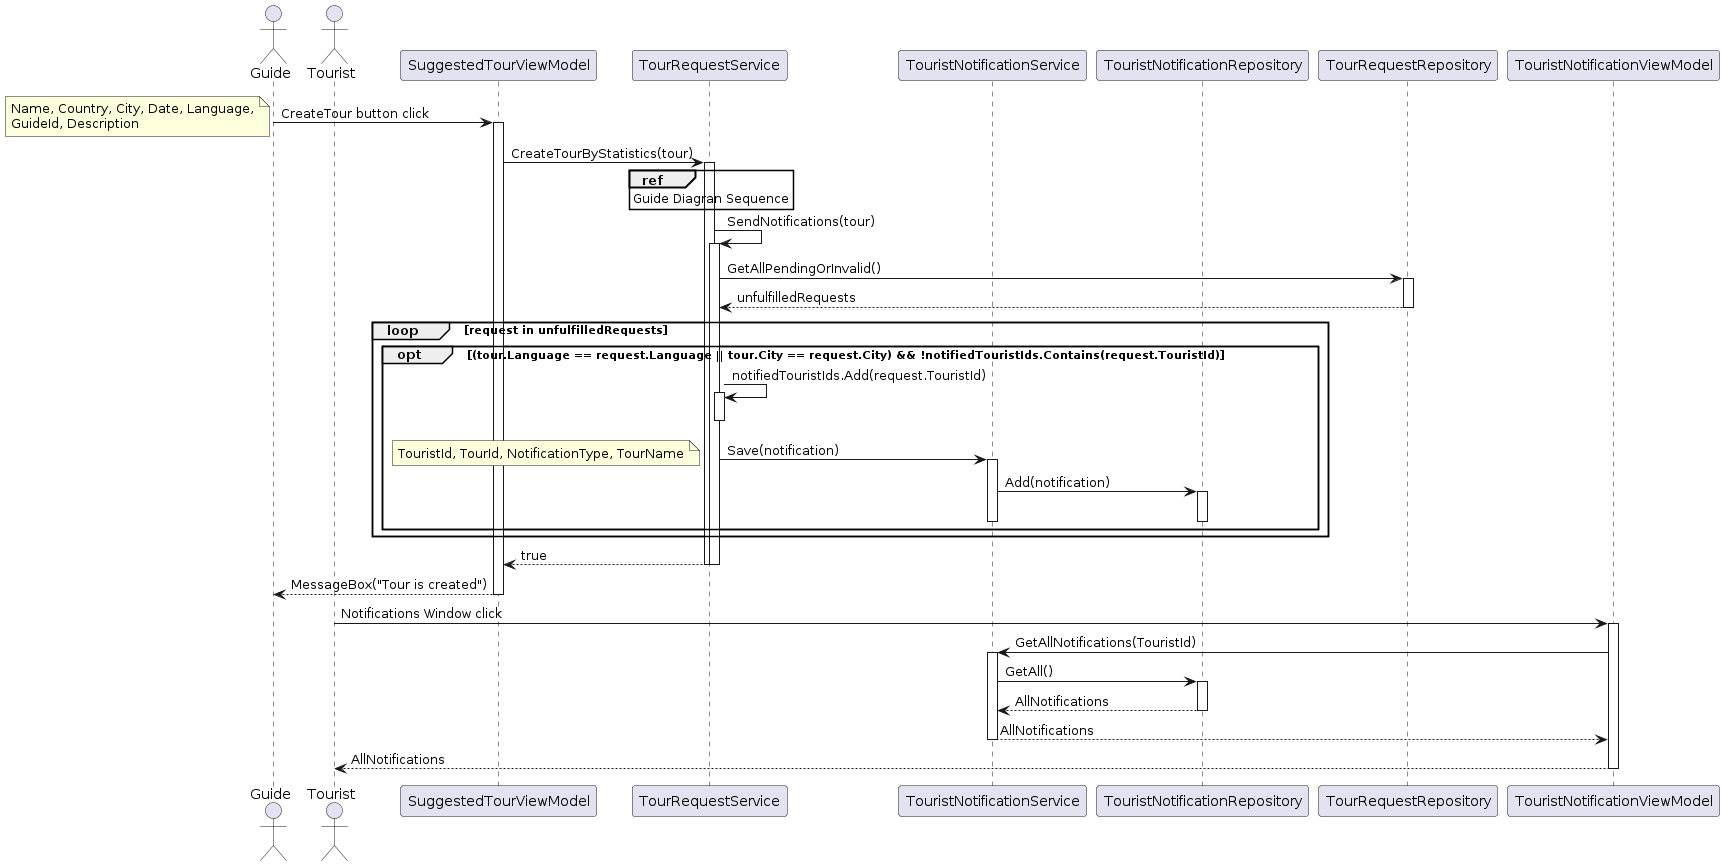 Guide
Tourist
SuggestedTourViewModel
TourRequestService
TouristNotificationService
TouristNotificationRepository
TourRequestRepository
TouristNotificationViewModel
Name, Country, City, Date, Language,
GuideId, Description
CreateTour button click
CreateTourByStatistics(tour)
ref
Guide Diagran Sequence
SendNotifications(tour)
GetAllPendingOrInvalid()
unfulfilledRequests
loop
[request in unfulfilledRequests]
opt
[(tour.Language == request.Language || tour.City == request.City) && !notifiedTouristIds.Contains(request.TouristId)]
notifiedTouristIds.Add(request.TouristId)
TouristId, TourId, NotificationType, TourName
Save(notification)
Add(notification)
true
MessageBox("Tour is created")
Notifications Window click
GetAllNotifications(TouristId)
GetAll()
AllNotifications
AllNotifications
AllNotifications
Guide
Tourist
SuggestedTourViewModel
TourRequestService
TouristNotificationService
TouristNotificationRepository
TourRequestRepository
TouristNotificationViewModel